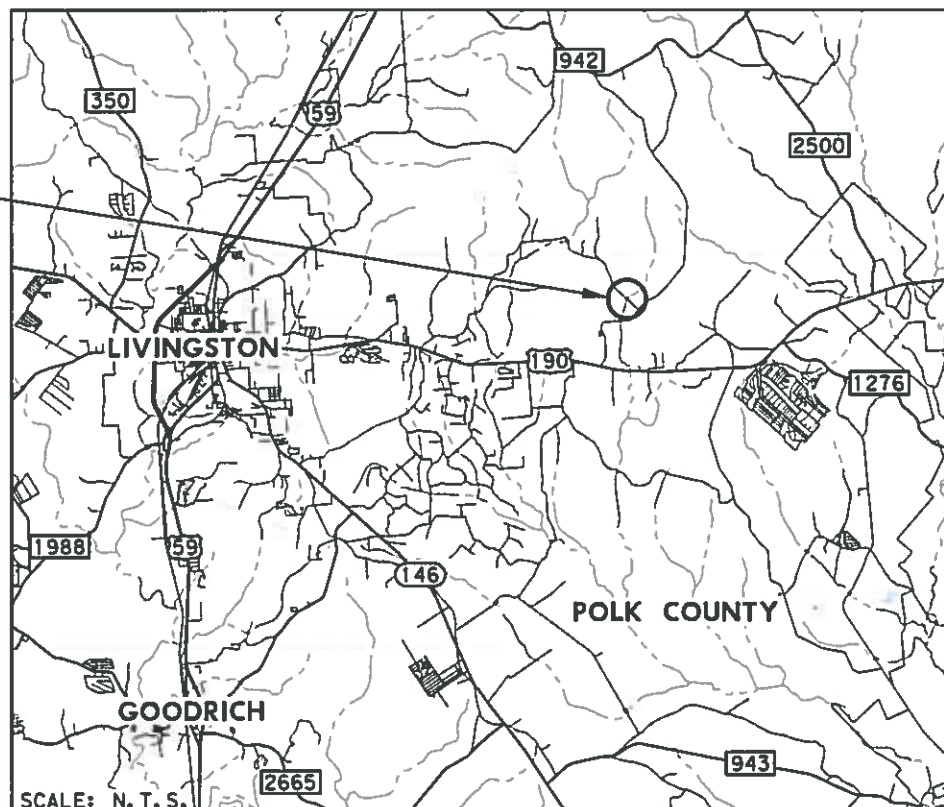 942
350
59
2500
LIVINGSTON
190
1276
1988
59
146
POLK COUNTY
GOODRICH
943
2665
SCALE: N.T.S.